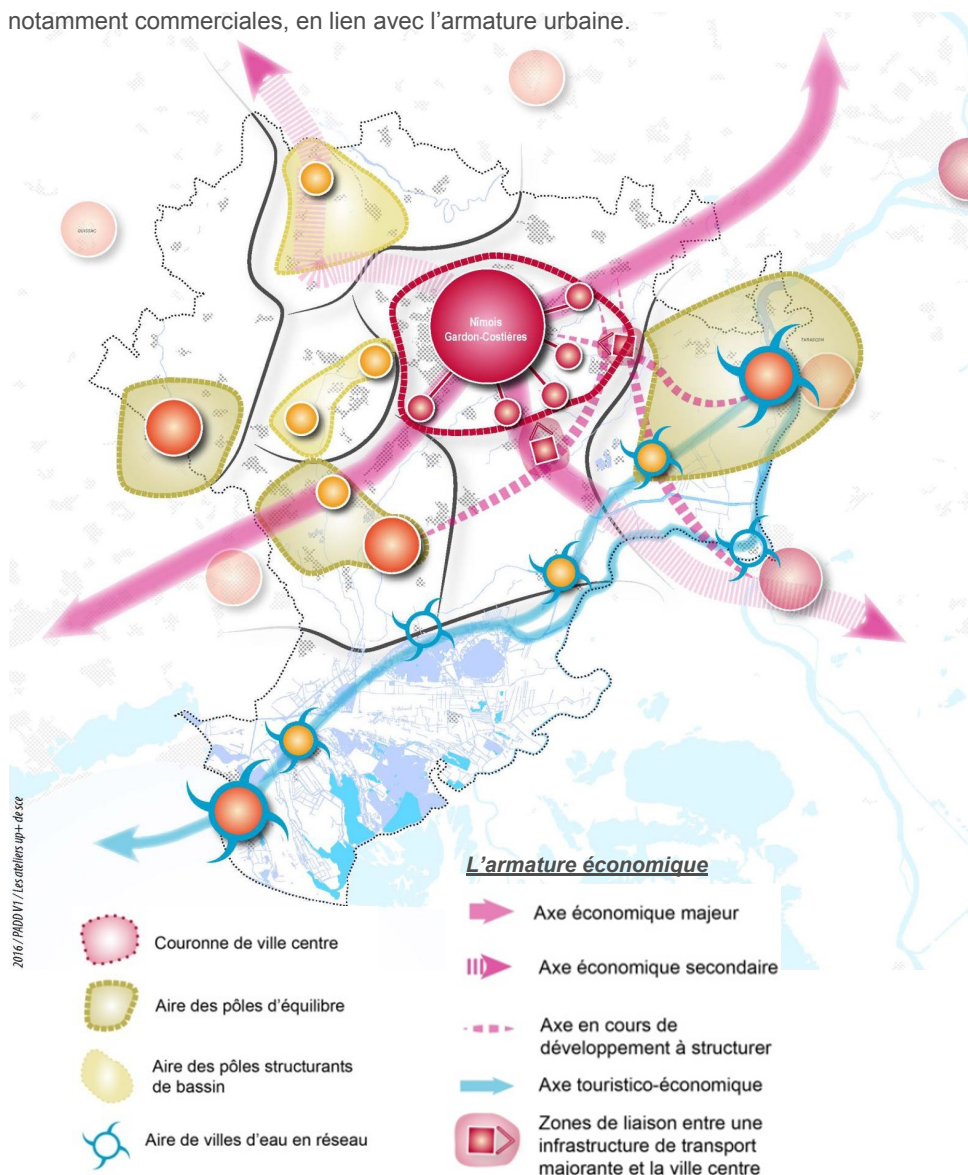 notamment commerciales, en lien avec l'armature urbaine.
QUISSAC
Nîmois
Gardon-Costières
TARASCON
2016 / PADD V1 / Les ateliers up+ de sce
L'armature économique
Couronne de ville centre
Aire des pôles d'équilibre
Aire des pôles structurants
de bassin
Aire de villes d'eau en réseau
Axe économique majeur
Axe économique secondaire
Axe en cours de
développement à structurer
Axe touristico-économique
Zones de liaison entre une
infrastructure de transport
majorante et la ville centre